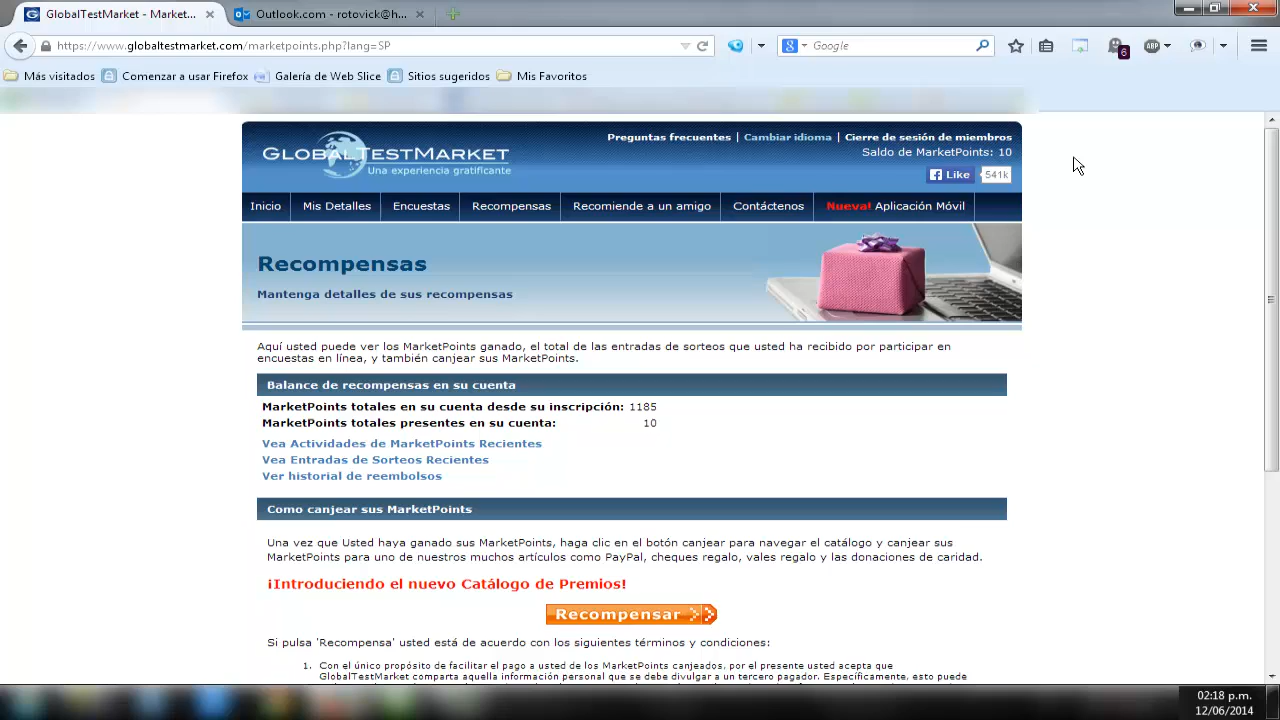 GlobalTestMarket - Market...
Outlook.com - rotovick@h...
https://www.globaltestmarket.com/marketpoints.php?lang=SP
Google
6
ABP
Más visitados
Comenzar a usar Firefox
Galería de Web Slice
Sitios sugeridos
Mis Favoritos
GLOBALTESTMARKET
Una experiencia gratificante
Preguntas frecuentes | Cambiar idioma | Cierre de sesión de miembros
Saldo de MarketPoints: 10
Like 541k
Inicio
Mis Detalles
Encuestas
Recompensas
Recomiende a un amigo
Contáctenos
Nueva! Aplicación Móvil
Recompensas
Mantenga detalles de sus recompensas
Aquí usted puede ver los MarketPoints ganado, el total de las entradas de sorteos que usted ha recibido por participar en
encuestas en línea, y también canjear sus MarketPoints.
Balance de recompensas en su cuenta
MarketPoints totales en su cuenta desde su inscripción: 1185
MarketPoints totales presentes en su cuenta: 10
Vea Actividades de MarketPoints Recientes
Vea Entradas de Sorteos Recientes
Ver historial de reembolsos
Como canjear sus MarketPoints
Una vez que Usted haya ganado sus MarketPoints, haga clic en el botón canjear para navegar el catálogo y canjear sus
MarketPoints para uno de nuestros muchos artículos como PayPal, cheques regalo, vales regalo y las donaciones de caridad.
¡Introduciendo el nuevo Catálogo de Premios!
Recompensar
Si pulsa 'Recompensa' usted está de acuerdo con los siguientes términos y condiciones:
1. Con el único propósito de facilitar el pago a usted de los MarketPoints canjeados, por el presente usted acepta que
GlobalTestMarket comparta aquella información personal que se debe divulgar a un tercero pagador. Específicamente, esto puede
02:18 p.m.
12/06/2014